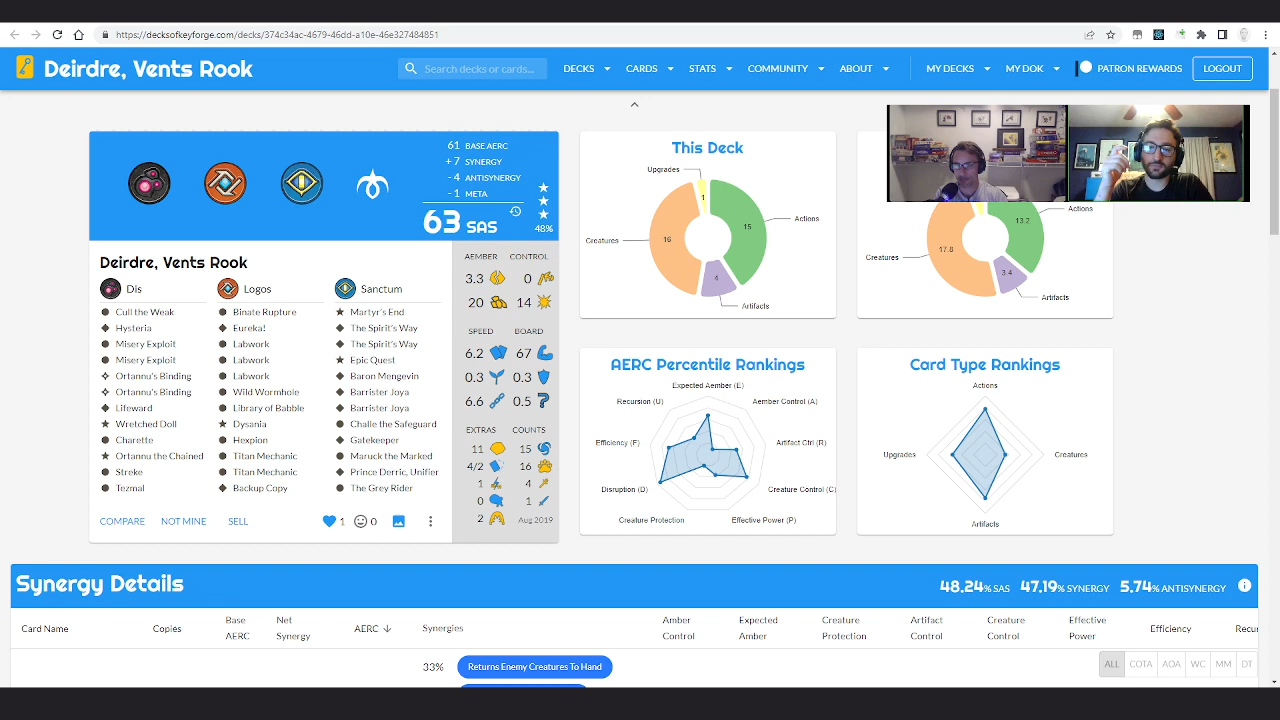 https://decksofkeyforge.com/decks/374c34ac-4679-46dd-a10e-46e327484851
Deirdre, Vents Rook
Search decks or cards...
DECKS
CARDS
STATS
COMMUNITY
ABOUT
MY DECKS
MY DOK
PATRON REWARDS
LOGOUT
61 BASE AERC
+ 7 SYNERGY
- 4 ANTISYNERGY
- 1 META
63 SAS
48%
Deirdre, Vents Rook
Dis
Cull the Weak
Hysteria
Misery Exploit
Misery Exploit
Ortannu's Binding
Ortannu's Binding
Lifeward
Wretched Doll
Charette
Ortannu the Chained
Streke
Tezmal
Logos
Binate Rupture
Eureka!
Labwork
Labwork
Labwork
Wild Wormhole
Library of Babble
Dysania
Hexpion
Titan Mechanic
Titan Mechanic
Backup Copy
Sanctum
Martyr's End
The Spirit's Way
The Spirit's Way
Epic Quest
Baron Mengevin
Barrister Joya
Barrister Joya
Challe the Safeguard
Gatekeeper
Maruck the Marked
Prince Derric, Unifier
The Grey Rider
COMPARE
NOT MINE
SELL
1
0
AEMBER CONTROL
3.3 0
20 14
SPEED BOARD
6.2 67
0.3 0.3
6.6 0.5
EXTRAS COUNTS
11 15
4/2 16
1 4
0 1
2 Aug 2019
This Deck
Upgrades
1
Actions
15
Creatures
16
4
Artifacts
Actions
13.2
Creatures
17.8
3.4
Artifacts
AERC Percentile Rankings
Expected Aember (E)
Recursion (U)
Aember Control (A)
Efficiency (F)
Artifact Ctrl (R)
Disruption (D)
Creature Control (C)
Creature Protection
Effective Power (P)
Card Type Rankings
Actions
Upgrades
Creatures
Artifacts
Synergy Details
48.24% SAS 47.19% SYNERGY 5.74% ANTISYNERGY
Card Name
Copies
Base AERC
Net Synergy
AERC
Synergies
Amber Control
Expected Amber
Creature Protection
Artifact Control
Creature Control
Effective Power
Efficiency
Recur
33% Returns Enemy Creatures To Hand
ALL COTA AOA WC MM DT